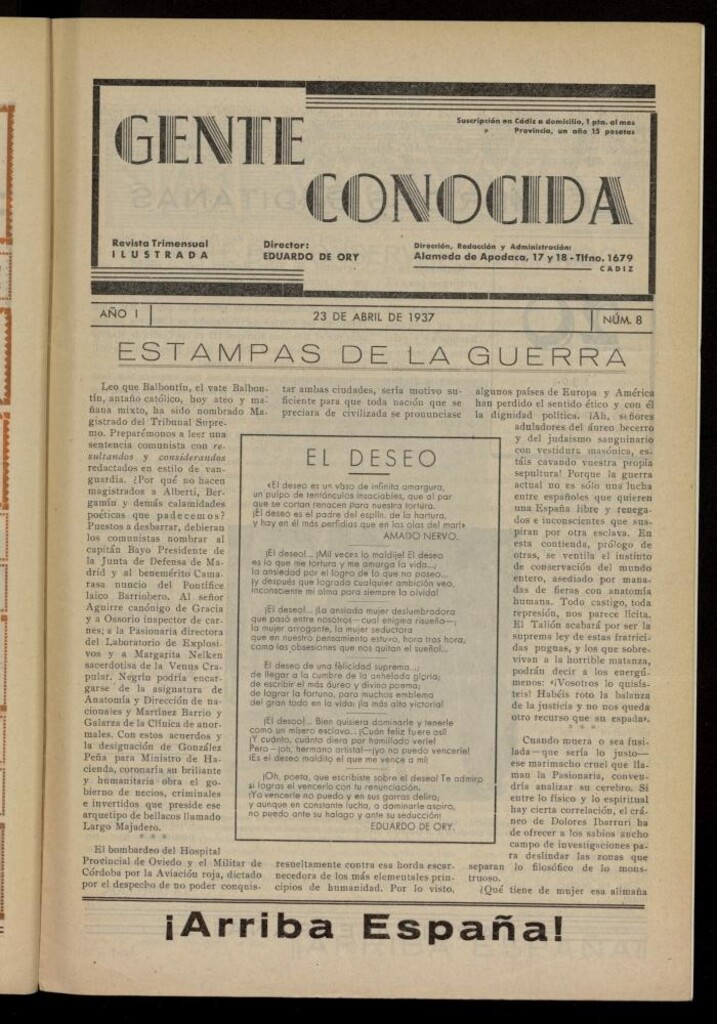 GENTE
CONOCIDA
Suscripción en Cádiz a domicilio, 1 pta. al mes
» Provincia, un año 15 pesetas
Revista Trimensual
ILUSTRADA
Director:
EDUARDO DE ORY
Dirección, Redacción y Administración:
Alameda de Apodaca, 17 y 18 - Tlfno. 1679
CADIZ
AÑO I
23 DE ABRIL DE 1937
NÚM. 8
ESTAMPAS DE LA GUERRA
Leo que Balbontín, el vate Balbon-
tín, antaño católico, hoy ateo y ma-
ñana mixto, ha sido nombrado Ma-
gistrado del Tribunal Supre-
mo. Preparémonos a leer una
sentencia comunista con re-
sultandos y considerandos
redactados en estilo de van-
guardia. ¿Por qué no hacen
magistrados a Alberti, Ber-
gamín y demás calamidades
poéticas que padecemos?
Puestos a desbarrar, debieran
los comunistas nombrar al
capitán Bayo Presidente de
la Junta de Defensa de Ma-
drid y al benemérito Cama-
rasa nuncio del Pontífice
laico Barriobero. Al señor
Aguirre canónigo de Gracia
y a Ossorio inspector de car-
nes; a la Pasionaria directora
del Laboratorio de Explosi-
vos y a Margarita Nelken
sacerdotisa de la Venus Cra-
pular. Negrín podría encar-
garse de la asignatura de
Anatomía y Dirección de na-
cionales y Martínez Barrio y
Galarza de la Clínica de anor-
males. Con estos acuerdos y
la designación de González
Peña para Ministro de Ha-
cienda, coronaría su brillante
y humanitaria obra el go-
bierno de necios, criminales
e invertidos que preside ese
arquetipo de bellacos llamado
Largo Majadero.
* * *
El bombardeo del Hospital
Provincial de Oviedo y el Militar de
Córdoba por la Aviación roja, dictado
por el despecho de no poder conquis-
tar ambas ciudades, sería motivo su-
ficiente para que toda nación que se
preciara de civilizada se pronunciase
EL DESEO
«El deseo es un vaso de infinita amargura,
un pulpo de tentánculos insaciables, que al par
que se cortan renacen para nuestra tortura.
¡El deseo es el padre del esplín, de la hartura,
y hay en él más perfidias que en las olas del mar!»
AMADO NERVO.
¡El deseo!... ¡Mil veces lo maldije! El deseo
es lo que me tortura y me amarga la vida...;
la ansiedad por el logro de lo que no poseo...
¡y después que lograda cualquier ambición veo,
inconsciente mi alma para siempre la olvida!
¡El deseo!... ¡La ansiada mujer deslumbradora
que pasó entre nosotros—cual enigma risueña—;
la mujer arrogante, la mujer seductora
que en nuestro pensamiento estuvo, hora tras hora,
como las obsesiones que nos quitan el sueño!...
El deseo de una felicidad suprema...;
de llegar a la cumbre de la anhelada gloria;
de escribir el más áureo y divino poema;
de lograr la fortuna, para muchos emblema
del gran todo en la vida: ¡la más alta victoria!
¡El deseo!... Bien quisiera dominarle y tenerle
como un mísero esclavo... ¡Cuán feliz fuere así!
¡Y cuánto, cuánto diera por humillado verle!
Pero—¡oh, hermano artista!—¡yo no puedo vencerle!
¡Es el deseo maldito el que me vence a mí!
¡Oh, poeta, que escribiste sobre el deseo! Te admiro
si logras el vencerlo con tu renunciación.
¡Yo vencerle no puedo y en sus garras deliro,
y aunque en constante lucha, a dominarle aspiro,
no puedo ante su halago y ante su seducción!
EDUARDO DE ORY.
resueltamente contra esa horda escar-
necedora de los más elementales prin-
cipios de humanidad. Por lo visto,
algunos países de Europa y América
han perdido el sentido ético y con él
la dignidad política. ¡Ah, señores
aduladores del áureo becerro
y del judaismo sanguinario
con vestidura masónica, es-
táis cavando vuestra propia
sepultura! Porque la guerra
actual no es sólo una lucha
entre españoles que quieren
una España libre y renega-
dos e inconscientes que sus-
piran por otra esclava. En
esta contienda, prólogo de
otras, se ventila el instinto
de conservación del mundo
entero, asediado por mana-
das de fieras con anatomía
humana. Todo castigo, toda
represión, nos parece lícita.
El Talión acabará por ser la
suprema ley de estas fratrici-
das pugnas, y los que sobre-
vivan a la horrible matanza,
podrán decir a los energú-
menos: «¡Vosotros lo quisís-
teis! Habéis roto la balanza
de la justicia y no nos queda
otro recurso que su espada».
* * *
Cuando muera o sea fusi-
lada—que sería lo justo—
ese marimacho cruel que lla-
man la Pasionaria, conven-
dría analizar su cerebro. Si
entre lo físico y lo espiritual
hay cierta correlación, el crá-
neo de Dolores Ibarruri ha
de ofrecer a los sabios ancho
campo de investigaciones pa-
ra deslindar las zonas que
separan lo filosófico de lo mons-
truoso.
¿Qué tiene de mujer esa alimaña
¡Arriba España!